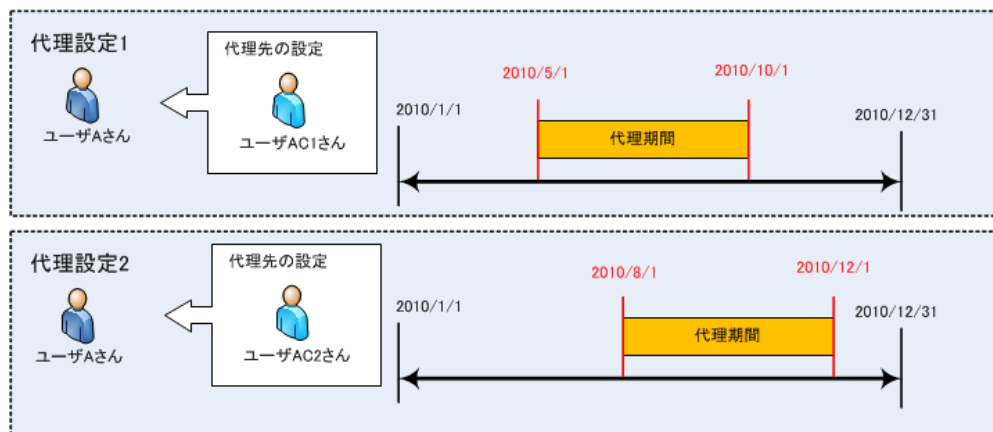 代理設定1
代理先の設定
ユーザAさん
ユーザAC1さん
2010/1/1
2010/5/1
2010/10/1
2010/12/31
代理期間
代理設定2
代理先の設定
ユーザAさん
ユーザAC2さん
2010/1/1
2010/8/1
2010/12/1
2010/12/31
代理期間